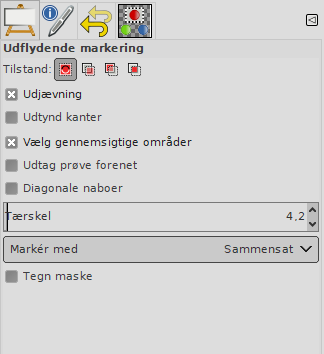 Udflydende markering
Tilstand:
Udjævning
Udtynd kanter
Vælg gennemsigtige områder
Udtag prøve forenet
Diagonale naboer
Tærskel 4,2
Markér med Sammensat
Tegn maske